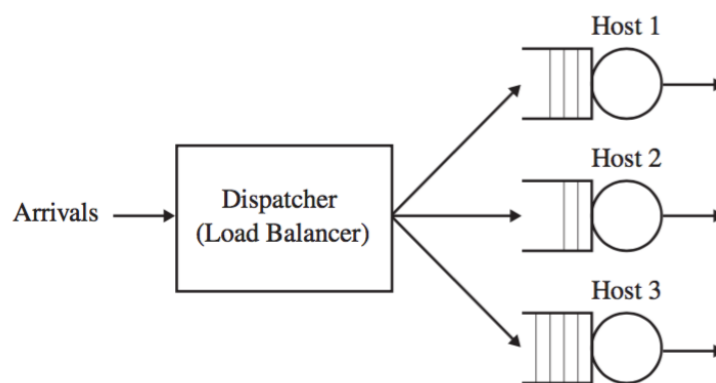 Host 1
Host 2
Arrivals
Dispatcher
(Load Balancer)
Host 3